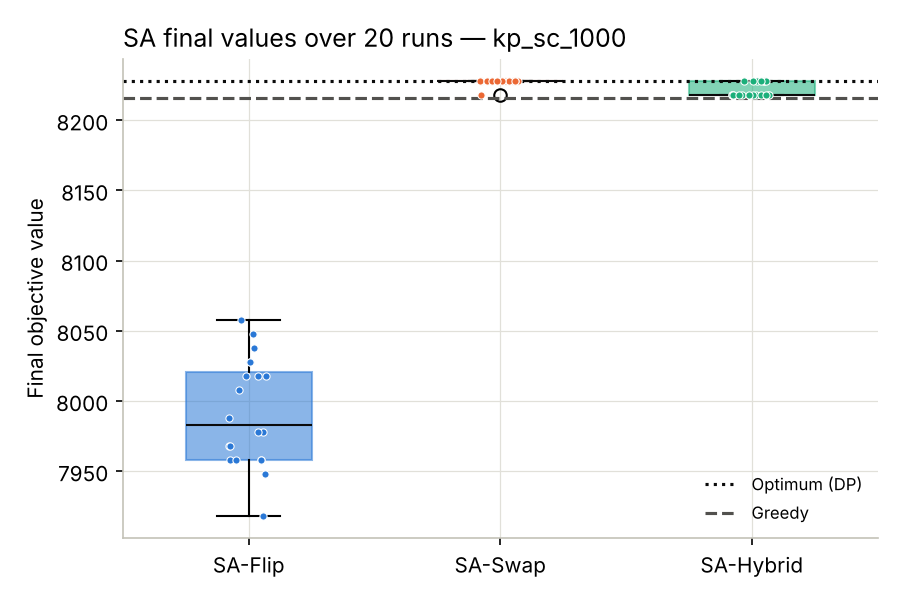 SA final values over 20 runs — kp_sc_1000
Final objective value
8200
8150
8100
8050
8000
7950
Optimum (DP)
Greedy
SA-Flip
SA-Swap
SA-Hybrid